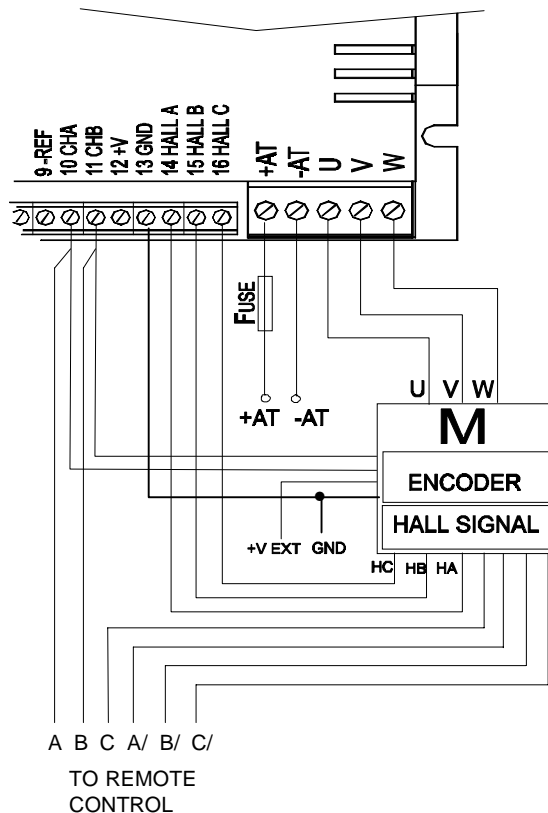 9 -REF
10 CHA
11 CHB
12 +V
13 GND
14 HALL A
15 HALL B
16 HALL C
+AT
-AT
U
V
W
FUSE
+AT -AT
U V W
M
ENCODER
HALL SIGNAL
+V EXT GND
HC HB HA
A B C A/ B/ C/
TO REMOTE
CONTROL